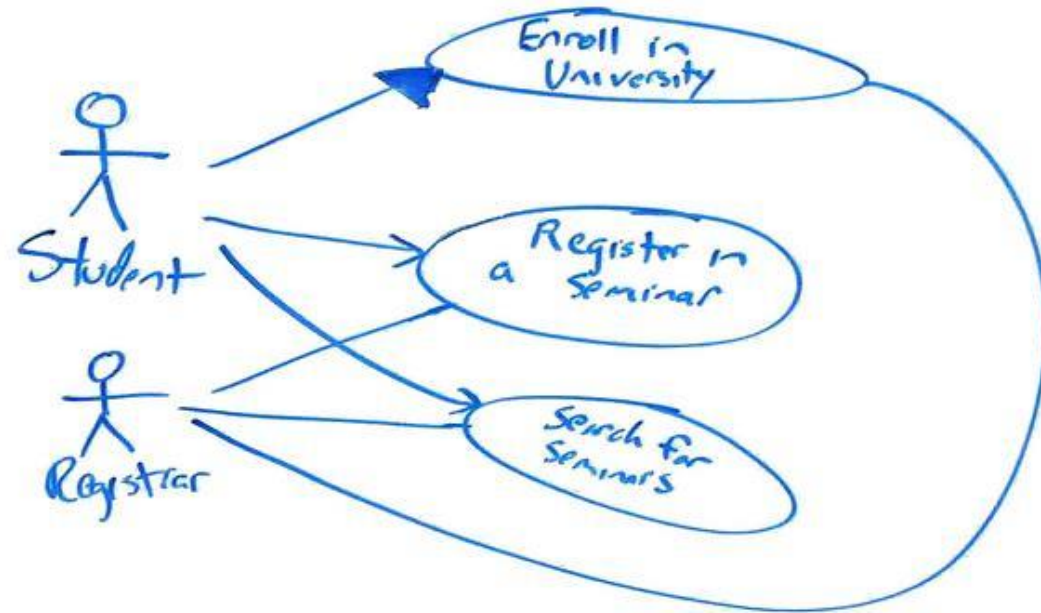 Enroll in
University
Student
Register in
a Seminar
Registrar
Search for
Seminars